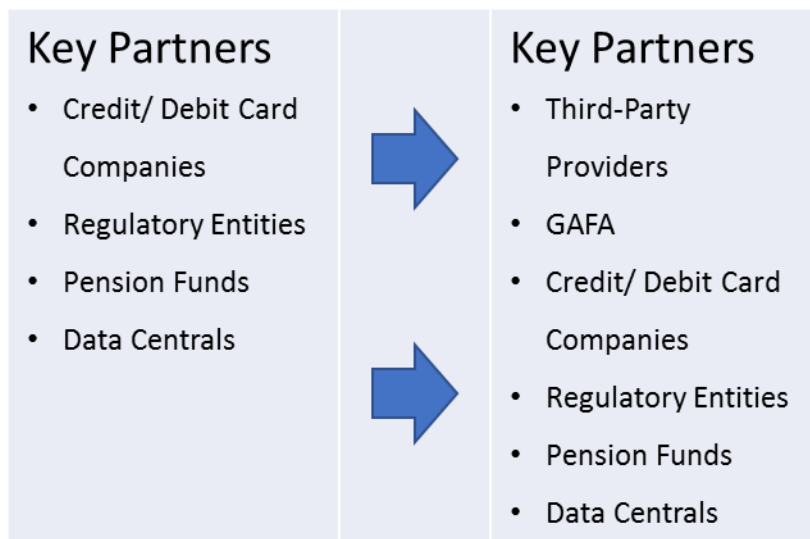 Key Partners
• Credit/ Debit Card
Companies
• Regulatory Entities
• Pension Funds
• Data Centrals
Key Partners
• Third-Party
Providers
• GAFA
• Credit/ Debit Card
Companies
• Regulatory Entities
• Pension Funds
• Data Centrals